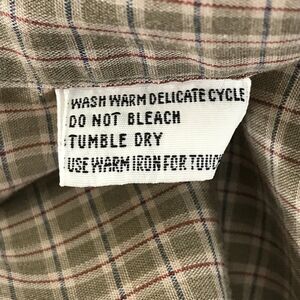 WASH WARM DELICATE CYCLE
DO NOT BLEACH
TUMBLE DRY
USE WARM IRON FOR TOUCH